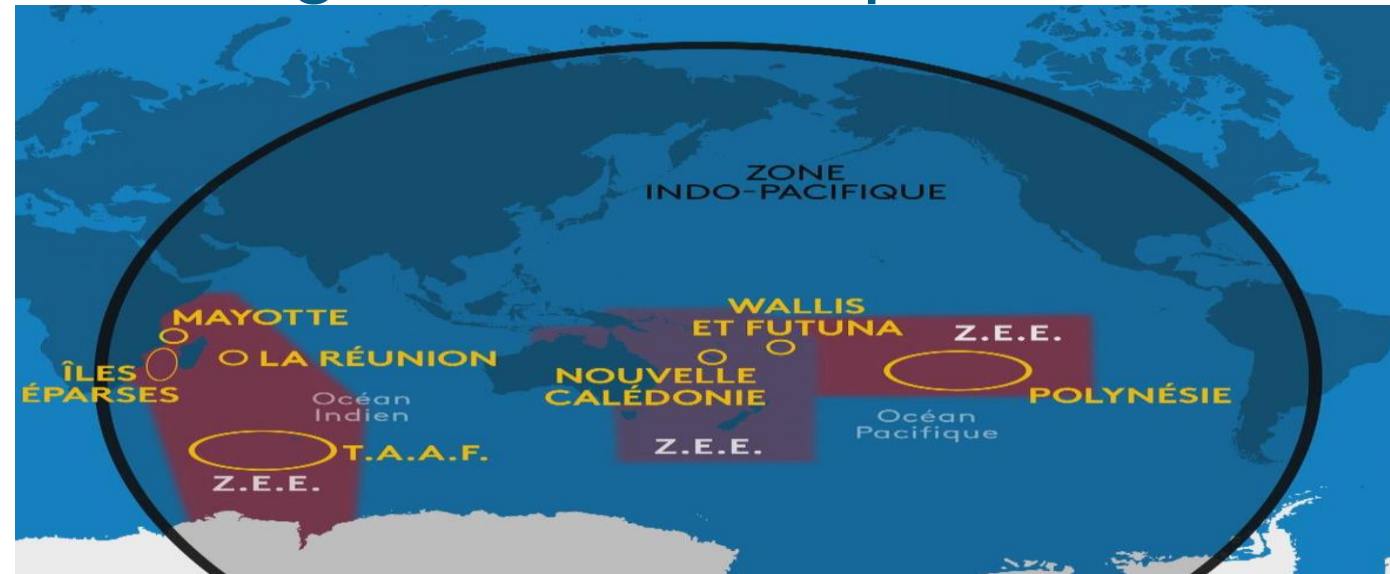 ZONE
INDO-PACIFIQUE
MAYOTTE
LA RÉUNION
ÎLES
ÉPARSES
Océan
Indien
T.A.A.F.
Z.E.E.
WALLIS
ET FUTUNA
NOUVELLE
CALÉDONIE
Z.E.E.
Z.E.E.
POLYNÉSIE
Océan
Pacifique